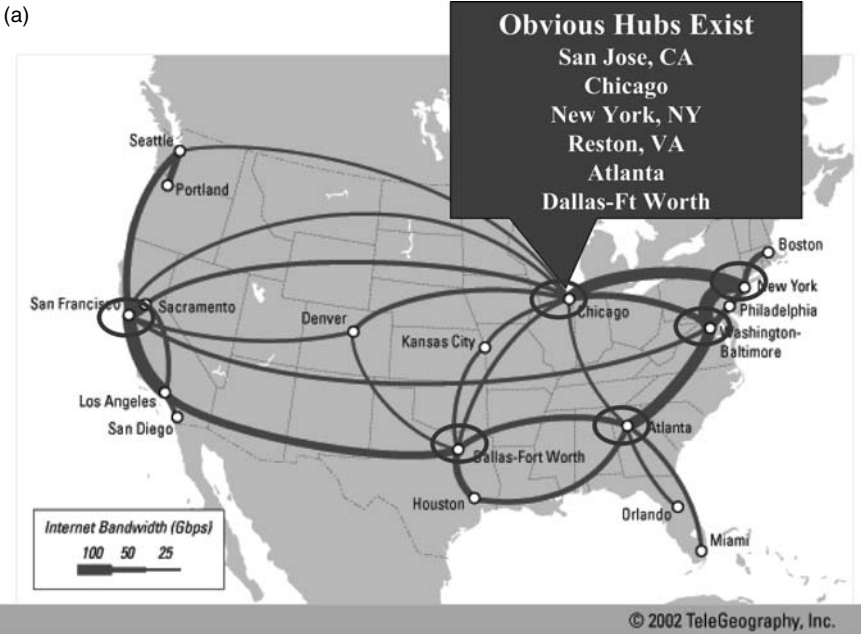 (a)
Obvious Hubs Exist
San Jose, CA
Chicago
New York, NY
Reston, VA
Atlanta
Dallas-Ft Worth
Seattle
Portland
Boston
San Francisco
Sacramento
New York
Philadelphia
Chicago
Denver
Washington-
Baltimore
Kansas City
Los Angeles
San Diego
Atlanta
Dallas-Fort Worth
Houston
Orlando
Miami
Internet Bandwidth (Gbps)
100 50 25
© 2002 TeleGeography, Inc.